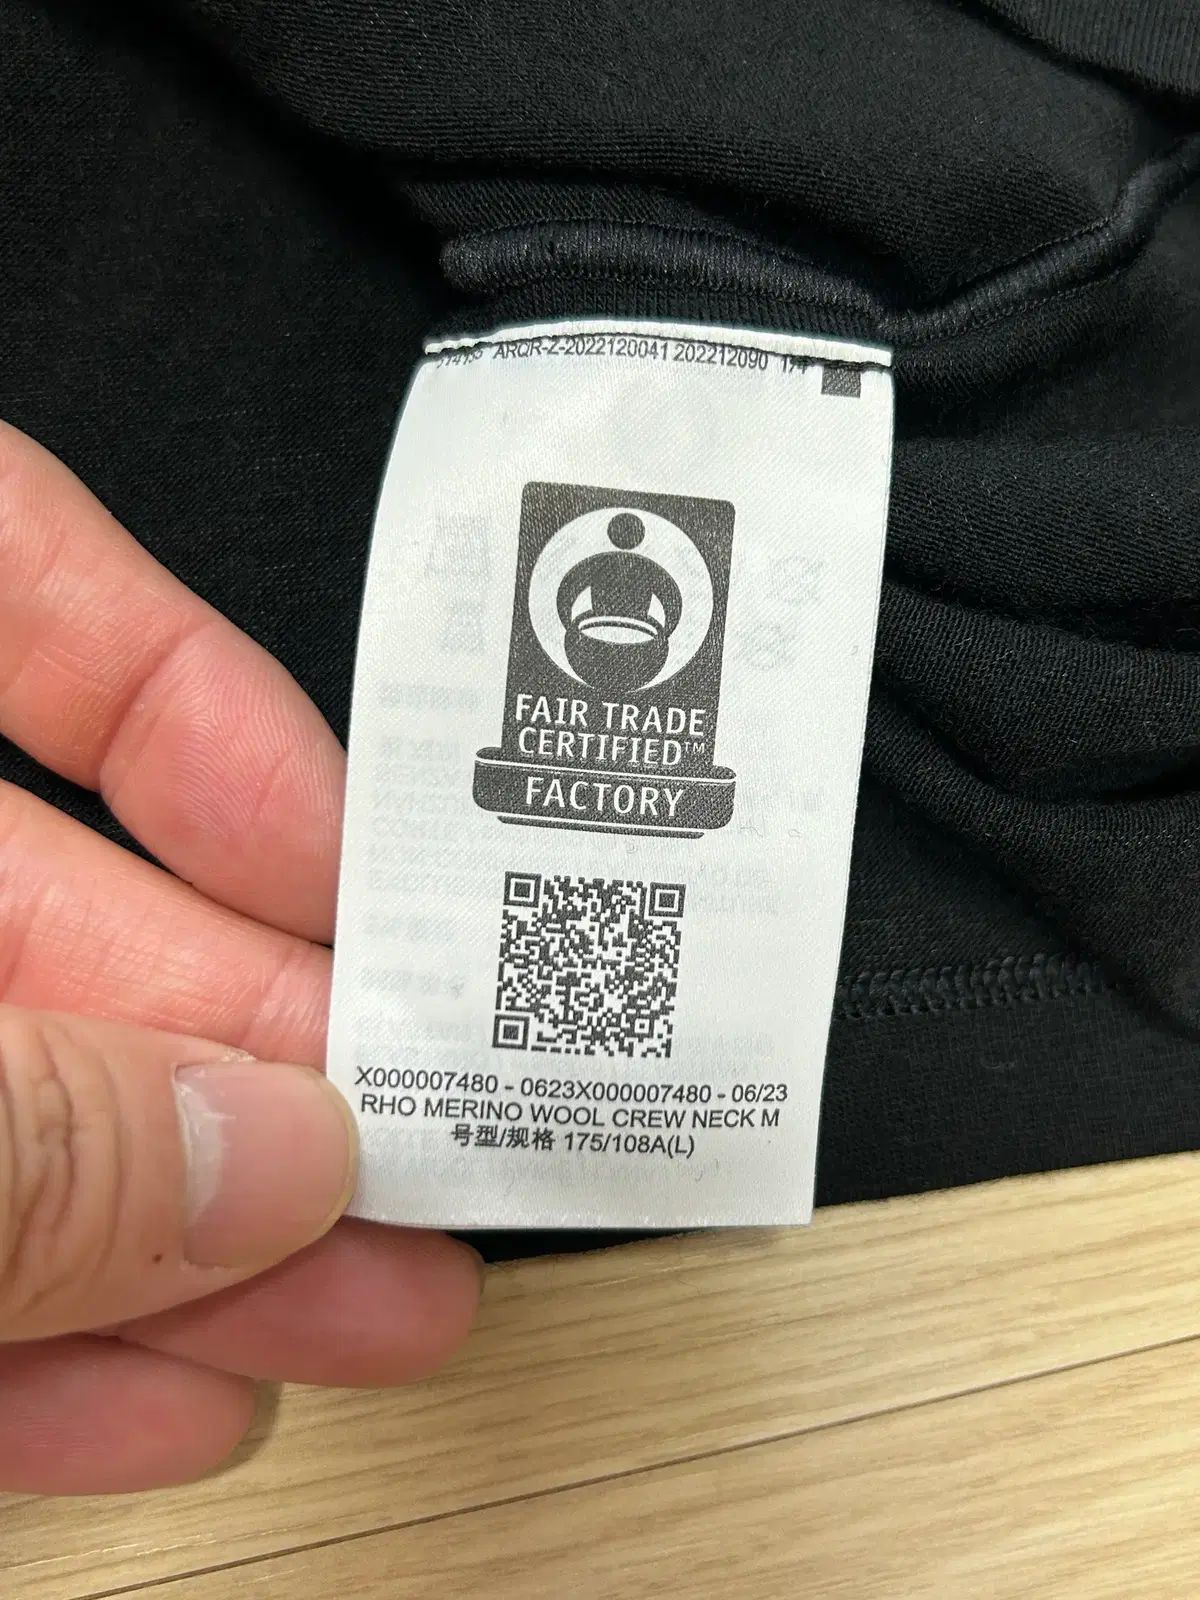 ARQR-Z-2022120041 202212090
FAIR TRADE
CERTIFIED™
FACTORY
X000007480 - 0623X000007480 - 06/23
RHO MERINO WOOL CREW NECK M
号型/规格 175/108A(L)